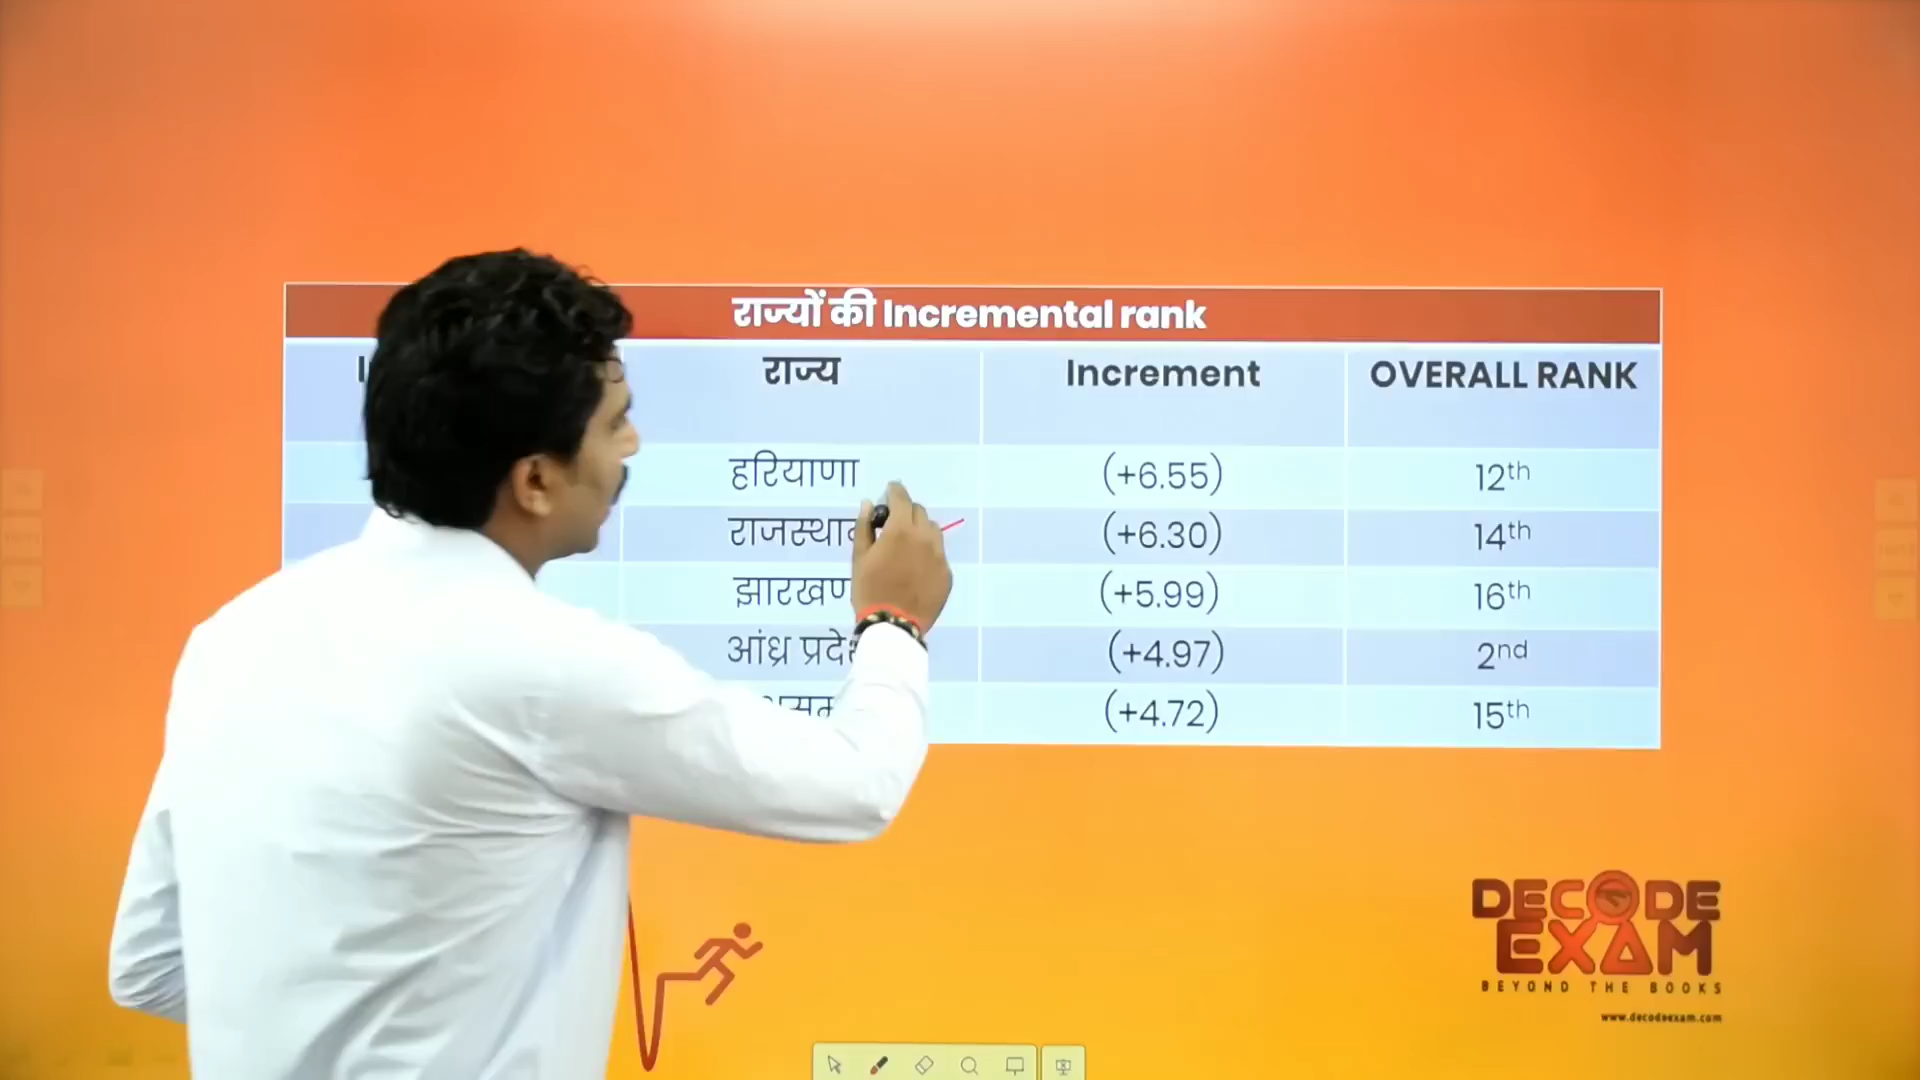 राज्यों की Incremental rank
राज्य Increment OVERALL RANK
हरियाणा (+6.55) 12th
(+6.30) 14th
(+5.99) 16th
आंध्र (+4.97) 2nd
(+4.72) 15th
DECODE
EXAM
BEYOND THE BOOKS
www.decodeexam.com